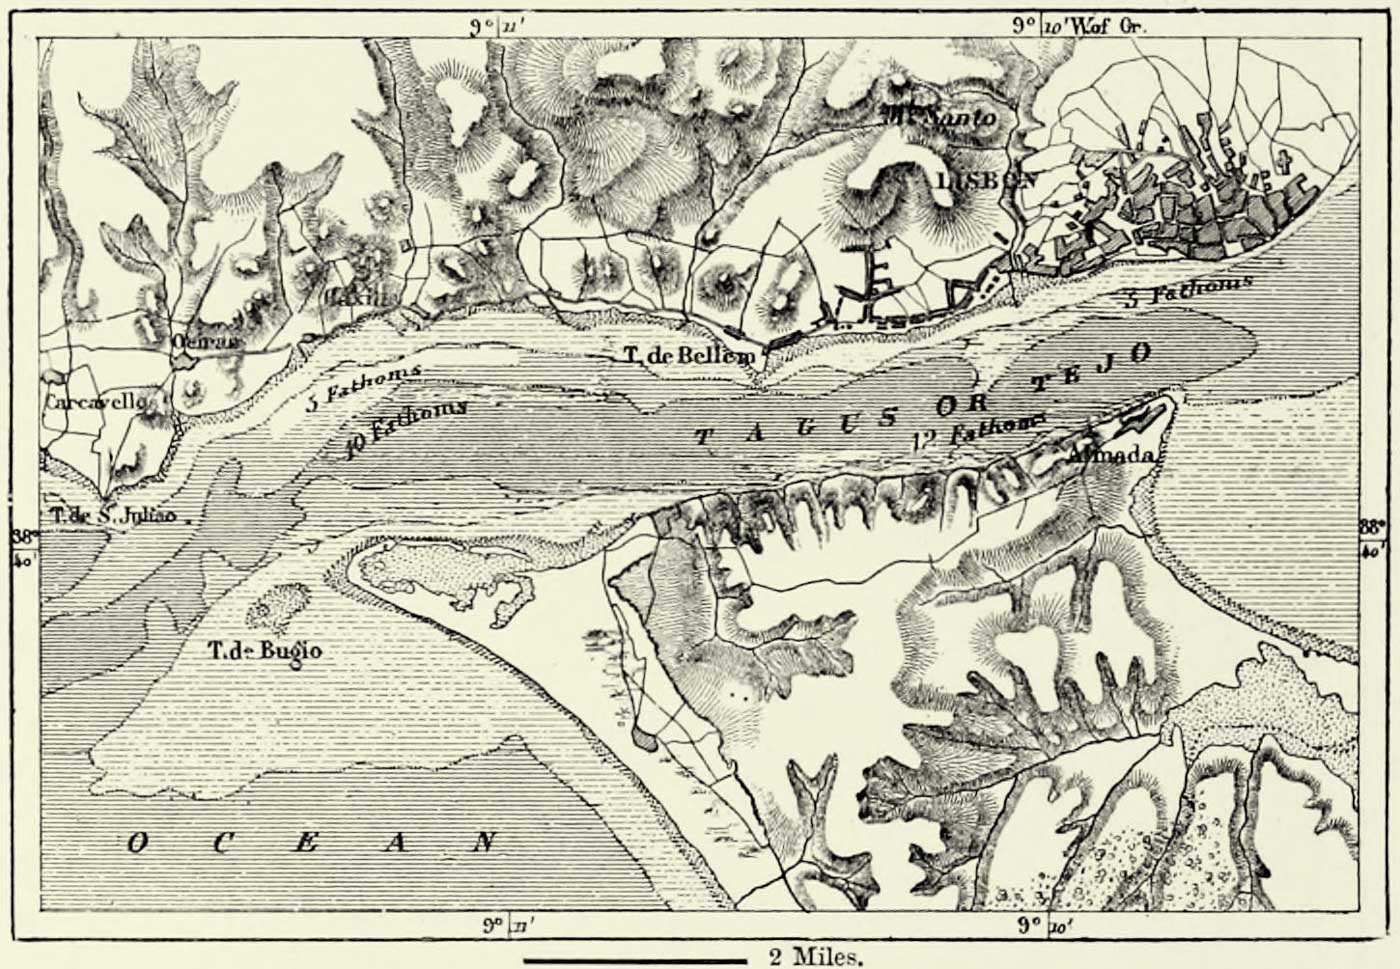 9° 11'
9° 10' W. of Gr.
Mt. Santo
LISBON
Caxias
5 Fathoms
Oeiras
T. de Bellem
TAGUS OR TEJO
5 Fathoms
Carcavello
10 Fathoms
12 Fathoms
Almada
T. de S. Julião
38° 40'
38° 40'
T. de Bugio
OCEAN
9° 11'
9° 10'
2 Miles.